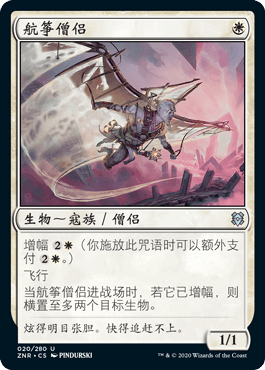 航筝僧侣
生物～寇族／僧侣
增幅 2（你施放此咒语时可以额外支
付 2。）
飞行
当航筝僧侣进战场时，若它已增幅，则
横置至多两个目标生物。
炫得明目张胆。快得追赶不上。
1/1
020/280 U
ZNR • CS PINDURSKI
™ & © 2020 Wizards of the Coast